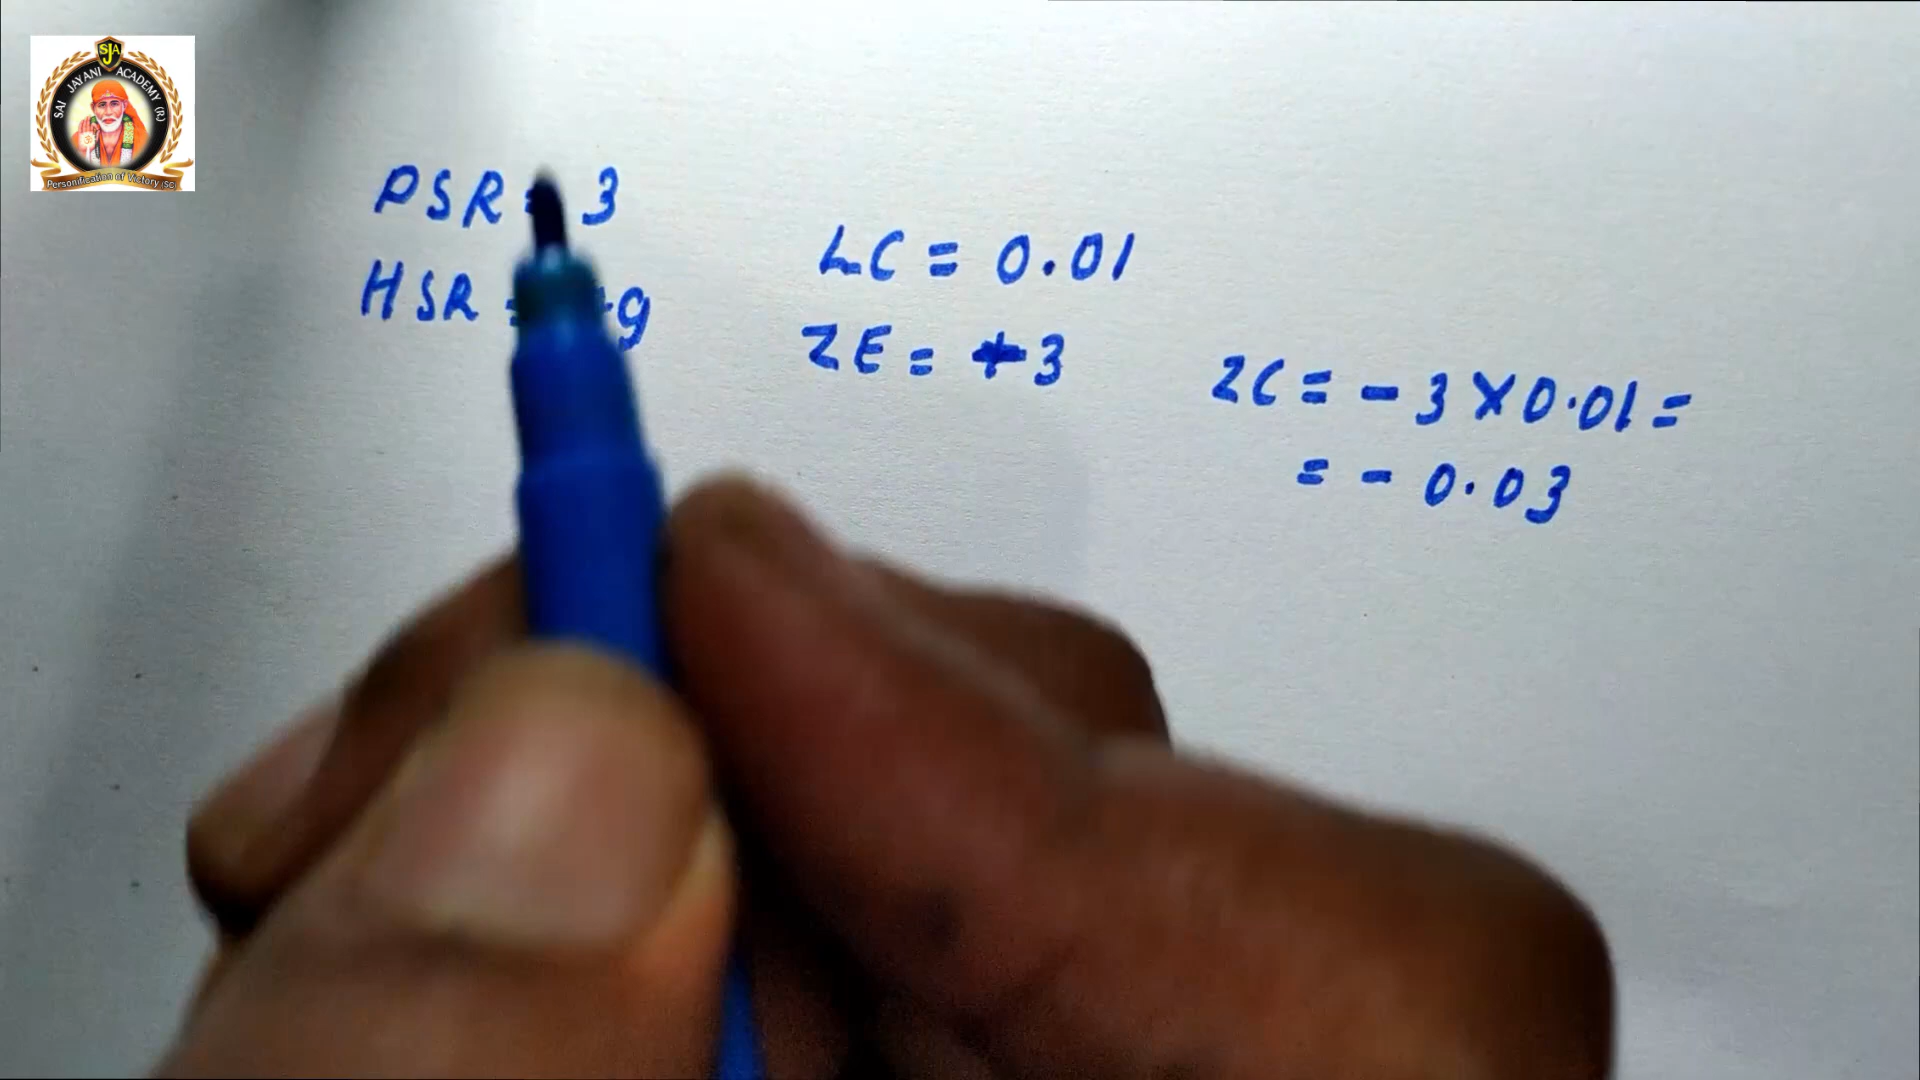 SJA
SAI JAYANI ACADEMY (R)
Personification of Victory (SC)
PSR = 3
HSR =
LC = 0.01
ZE = +3
ZC = - 3 X 0.01 =
= - 0.03